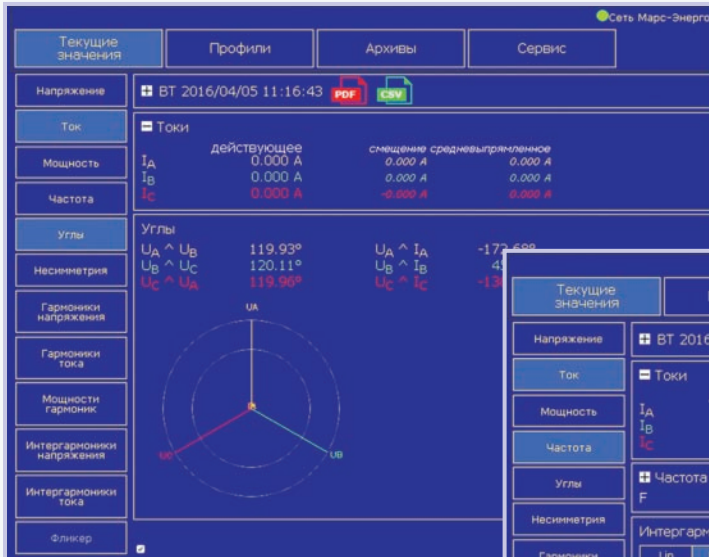 Сеть Марс-Энерго
Текущие значения
Профили
Архивы
Сервис
Напряжение
Ток
Мощность
Частота
Углы
Несимметрия
Гармоники напряжения
Гармоники тока
Мощности гармоник
Интергармоники напряжения
Интергармоники тока
Фликер
ВТ 2016/04/05 11:16:43 PDF CSV
Токи
действующее смещение средневыпрямленное
IA 0.000 A 0.000 A 0.000 A
IB 0.000 A 0.000 A 0.000 A
IC 0.000 A -0.000 A 0.000 A
Углы
UA ^ UB 119.93° UA ^ IA -172.68°
UB ^ UC 120.11° UB ^ IB
UC ^ UA 119.96° UC ^ IC
UA
UC
UB
Текущие значения
Напряжение
Ток
Мощность
Частота
Углы
Несимметрия
Гармоники
ВТ 2016
Токи
IA
IB
IC
Частота
F
Интергарм